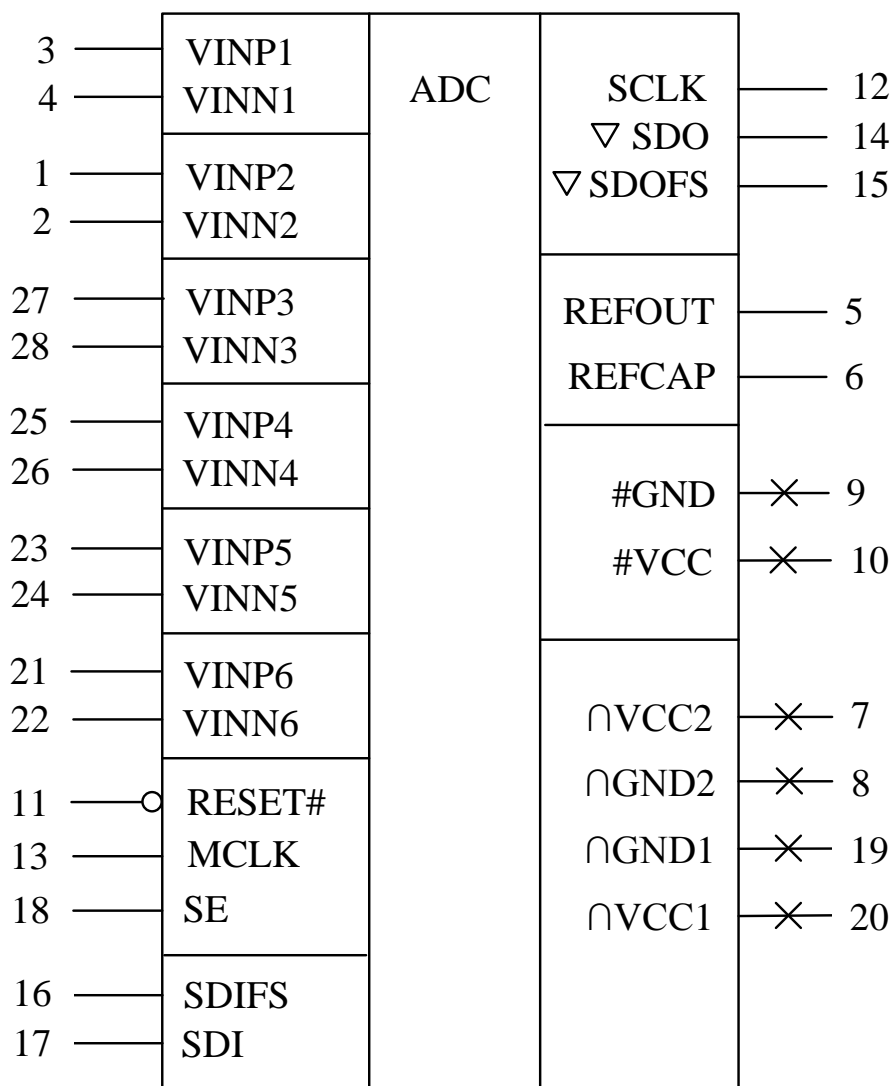 3 VINP1
4 VINN1
1 VINP2
2 VINN2
27 VINP3
28 VINN3
25 VINP4
26 VINN4
23 VINP5
24 VINN5
21 VINP6
22 VINN6
11 RESET#
13 MCLK
18 SE
16 SDIFS
17 SDI
ADC
SCLK 12
▽ SDO 14
▽ SDOFS 15
REFOUT 5
REFCAP 6
#GND 9
#VCC 10
∩VCC2 7
∩GND2 8
∩GND1 19
∩VCC1 20